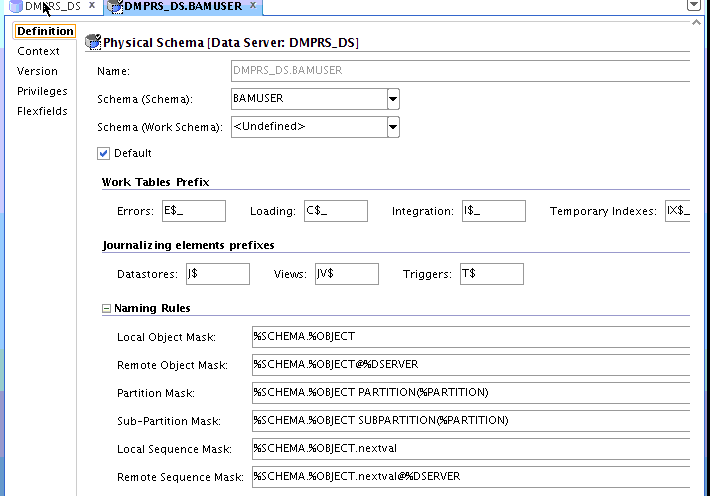 DMPRS_DS x DMPRS_DS.BAMUSER x
Definition
Context
Version
Privileges
Flexfields
Physical Schema [Data Server: DMPRS_DS]
Name: DMPRS_DS.BAMUSER
Schema (Schema): BAMUSER
Schema (Work Schema): <Undefined>
Default
Work Tables Prefix
Errors: E$_ Loading: C$_ Integration: I$_ Temporary Indexes: IX$_
Journalizing elements prefixes
Datastores: J$ Views: JV$ Triggers: T$
Naming Rules
Local Object Mask: %SCHEMA.%OBJECT
Remote Object Mask: %SCHEMA.%OBJECT@%DSERVER
Partition Mask: %SCHEMA.%OBJECT PARTITION(%PARTITION)
Sub-Partition Mask: %SCHEMA.%OBJECT SUBPARTITION(%PARTITION)
Local Sequence Mask: %SCHEMA.%OBJECT.nextval
Remote Sequence Mask: %SCHEMA.%OBJECT.nextval@%DSERVER